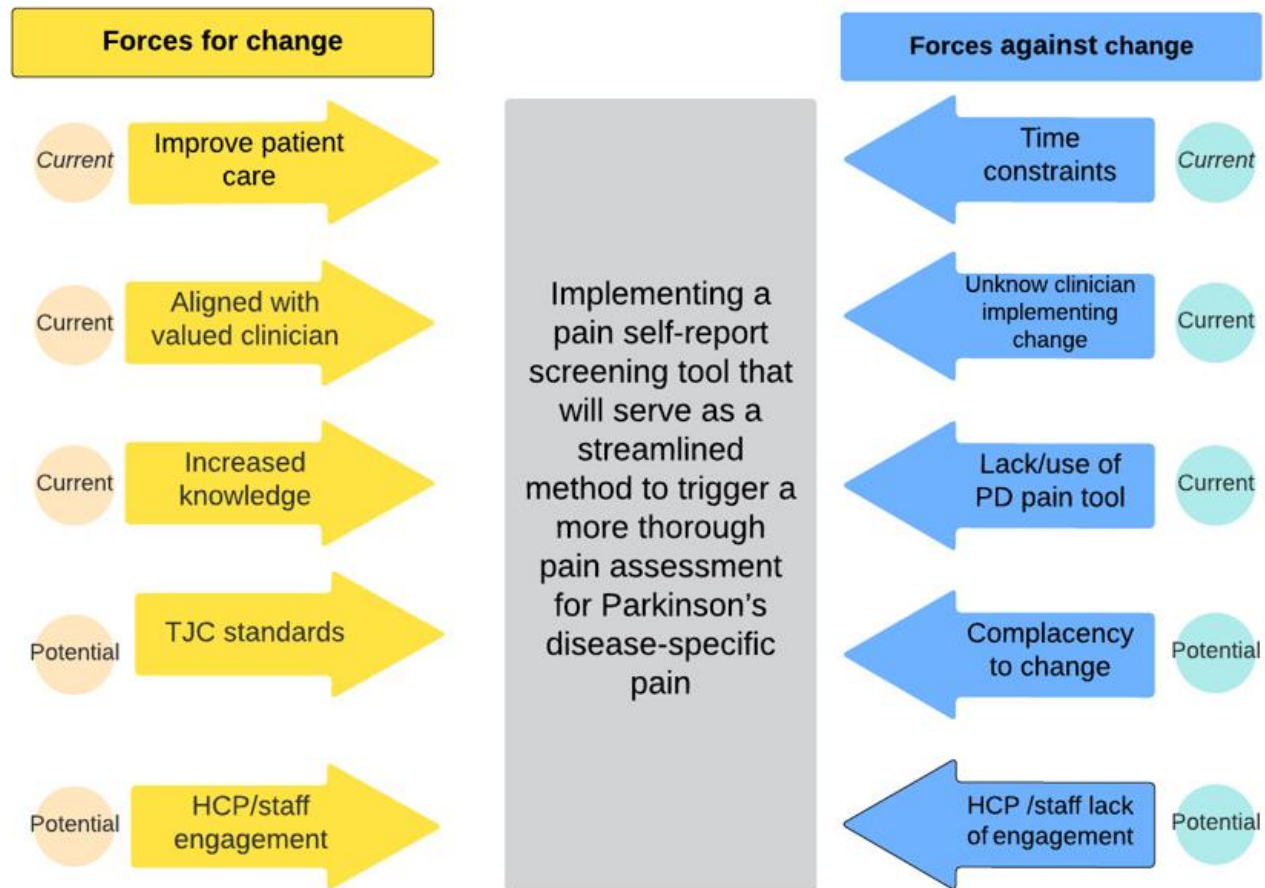 Forces for change
Forces against change
Current
Improve patient
care
Time
constraints
Current
Current
Aligned with
valued clinician
Unknow clinician
implementing
change
Current
Current
Increased
knowledge
Lack/use of
PD pain tool
Current
Potential
TJC standards
Complacency
to change
Potential
Potential
HCP/staff
engagement
HCP /staff lack
of engagement
Potential
Implementing a
pain self-report
screening tool that
will serve as a
streamlined
method to trigger a
more thorough
pain assessment
for Parkinson's
disease-specific
pain